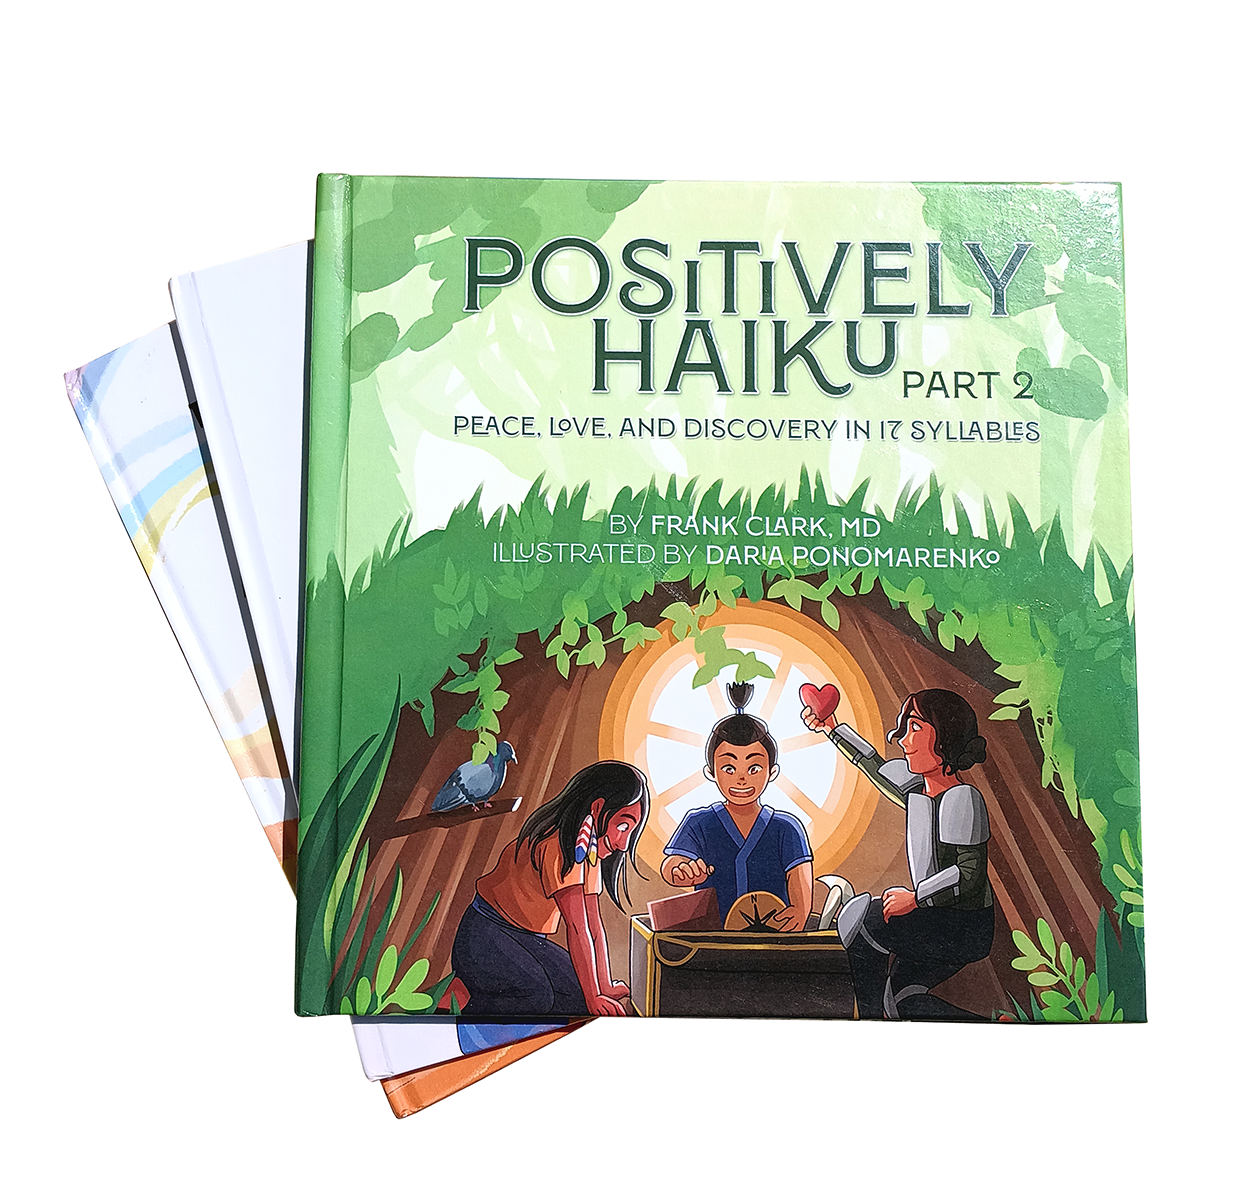 POSITIVELY
HAIKU
PART 2
PEACE, LOVE, AND DISCOVERY IN 17 SYLLABLES
BY FRANK CLARK, MD
ILLUSTRATED BY DARIA PONOMARENKO
N